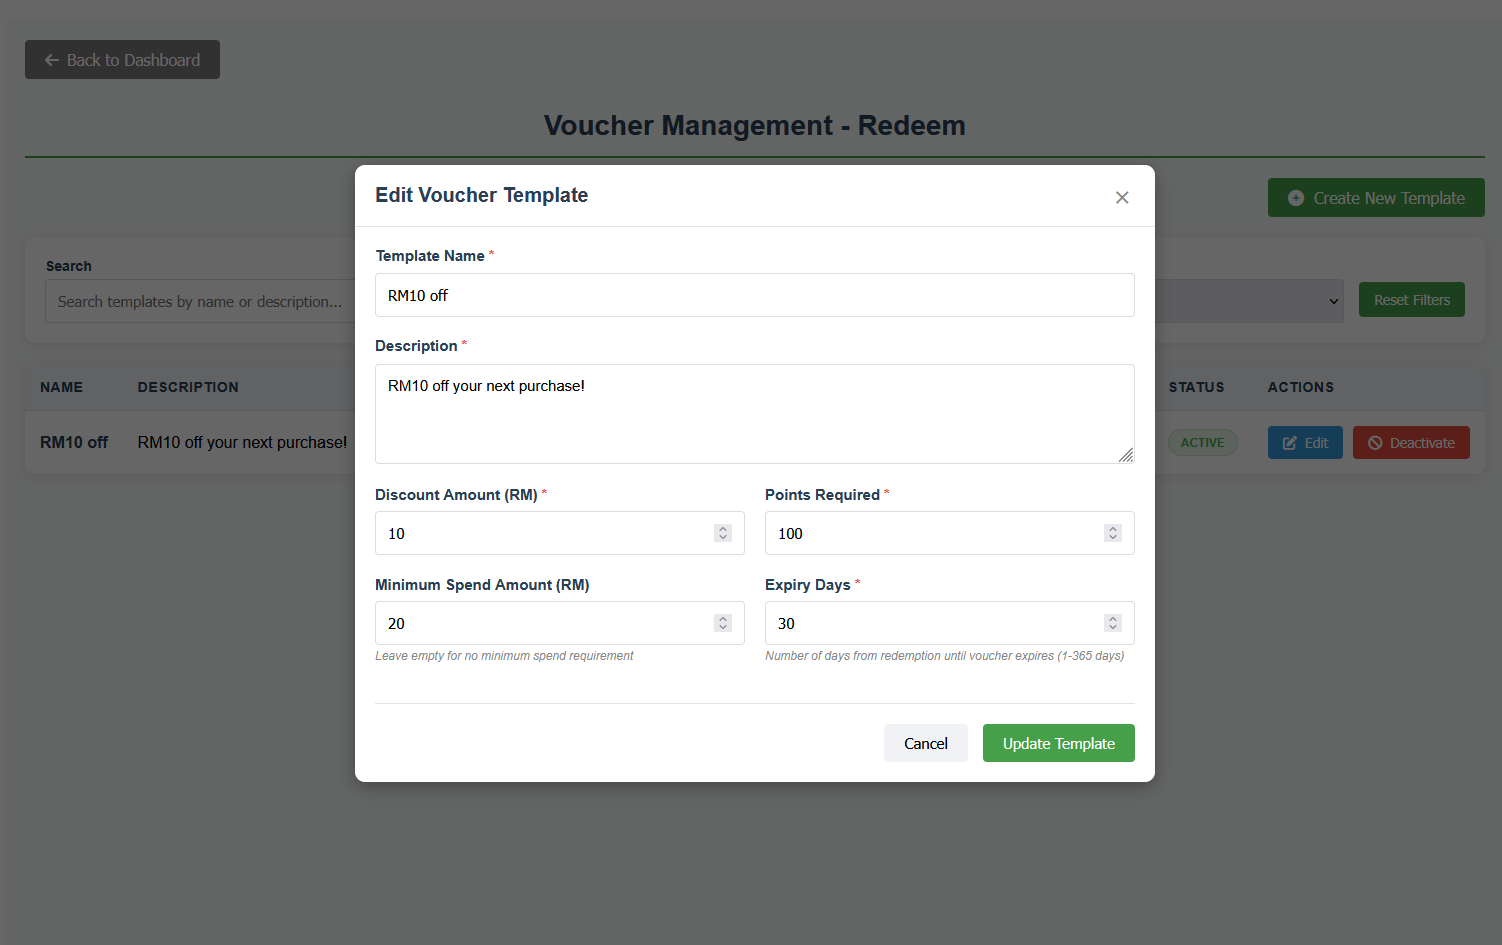 Back to Dashboard
Voucher Management - Redeem
Create New Template
Search
Search templates by name or description...
Reset Filters
NAME DESCRIPTION STATUS ACTIONS
RM10 off RM10 off your next purchase! ACTIVE Edit Deactivate
Edit Voucher Template
Template Name *
RM10 off
Description *
RM10 off your next purchase!
Discount Amount (RM) * Points Required *
10 100
Minimum Spend Amount (RM) Expiry Days *
20 30
Leave empty for no minimum spend requirement Number of days from redemption until voucher expires (1-365 days)
Cancel Update Template